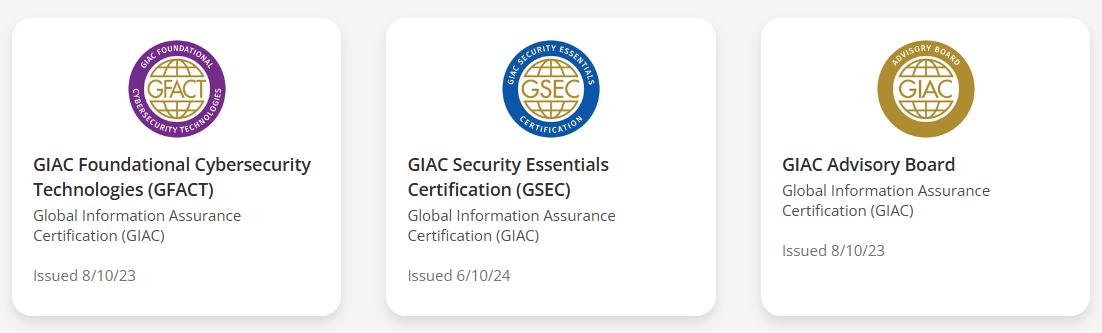 GIAC FOUNDATIONAL
GFACT
CYBERSECURITY TECHNOLOGIES
GIAC Foundational Cybersecurity
Technologies (GFACT)
Global Information Assurance
Certification (GIAC)
Issued 8/10/23
GIAC SECURITY ESSENTIALS
GSEC
CERTIFICATION
GIAC Security Essentials
Certification (GSEC)
Global Information Assurance
Certification (GIAC)
Issued 6/10/24
ADVISORY BOARD
GIAC
GIAC Advisory Board
Global Information Assurance
Certification (GIAC)
Issued 8/10/23